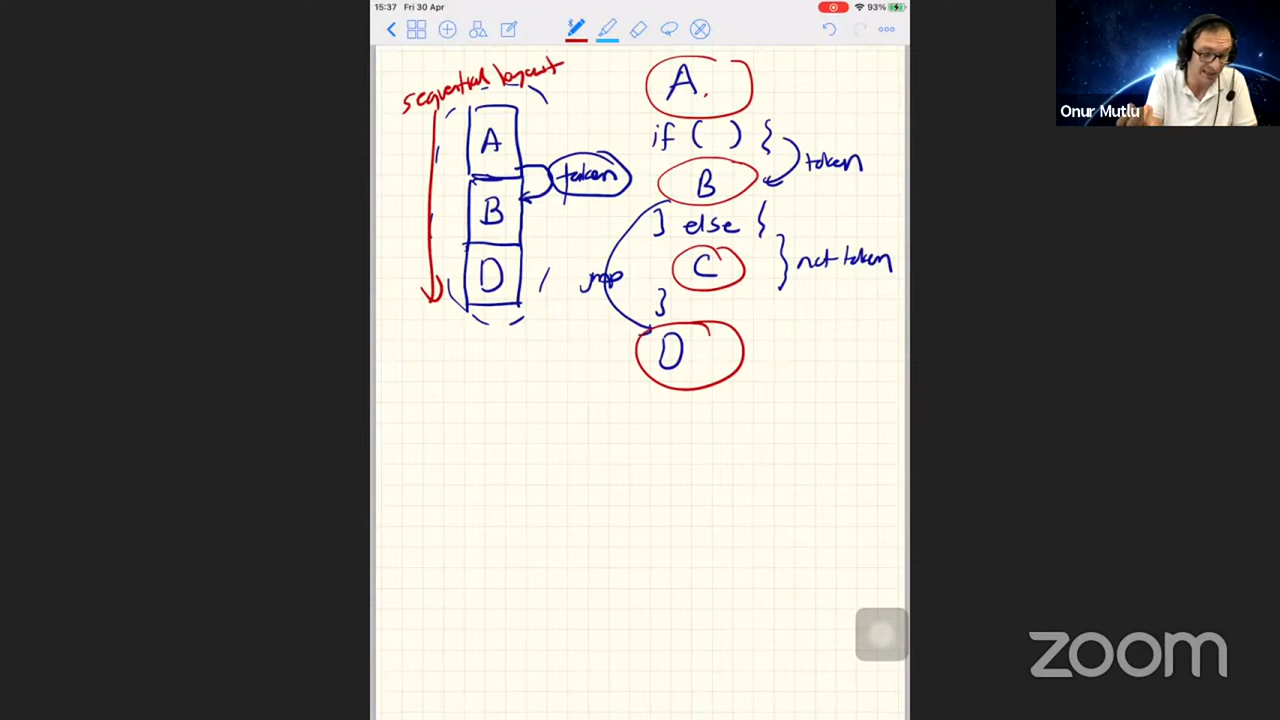 15:37 Fri 30 Apr
93%
Onur Mutlu
sequential layout
A
B
D
taken
A.
if ( ) {
taken
B
} else {
not taken
C
jmp
}
D
zoom